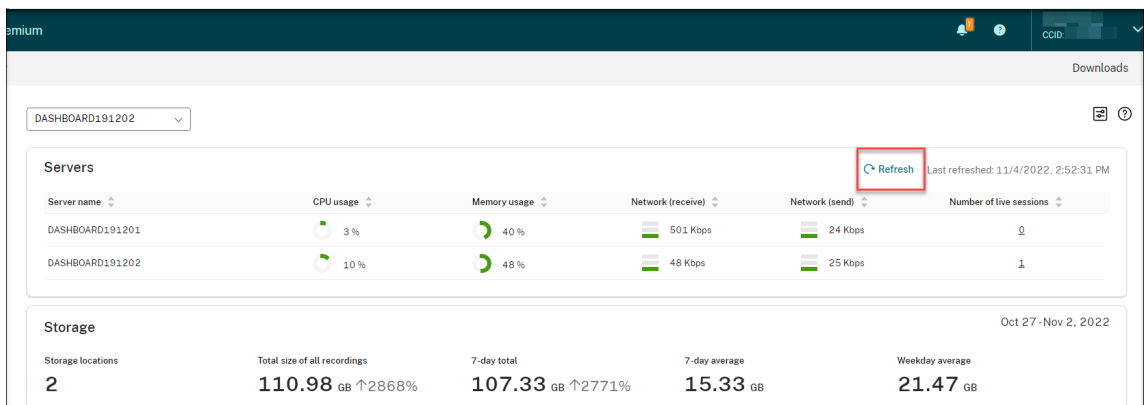 emium
1
CCID:
Downloads
DASHBOARD191202
Servers
Refresh Last refreshed: 11/4/2022, 2:52:31 PM
Server name CPU usage Memory usage Network (receive) Network (send) Number of live sessions
DASHBOARD191201 3 % 40 % 501 Kbps 24 Kbps 0
DASHBOARD191202 10 % 48 % 48 Kbps 25 Kbps 1
Storage Oct 27 - Nov 2, 2022
Storage locations Total size of all recordings 7-day total 7-day average Weekday average
2 110.98 GB ↑2868% 107.33 GB ↑2771% 15.33 GB 21.47 GB